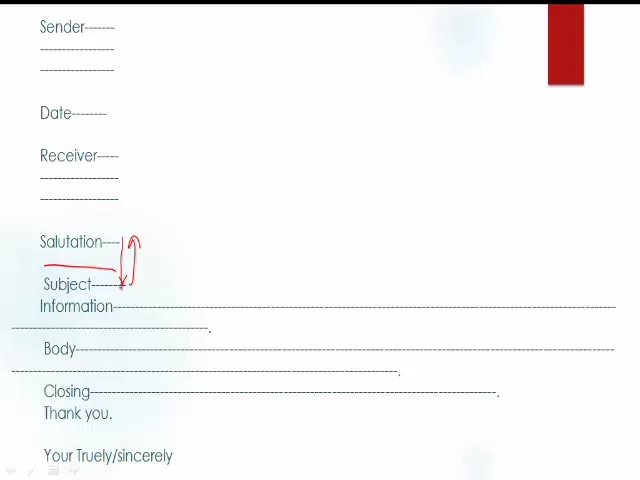 Sender-------
-----------------
-----------------
Date--------
Receiver-----
------------------
------------------
Salutation----
Subject--------
Information--------------------------------------------------------------------------------------------------------------------
---------------------------------------------.
Body----------------------------------------------------------------------------------------------------------------------------
-----------------------------------------------------------------------------------------.
Closing---------------------------------------------------------------------------------------------.
Thank you.
Your Truely/sincerely